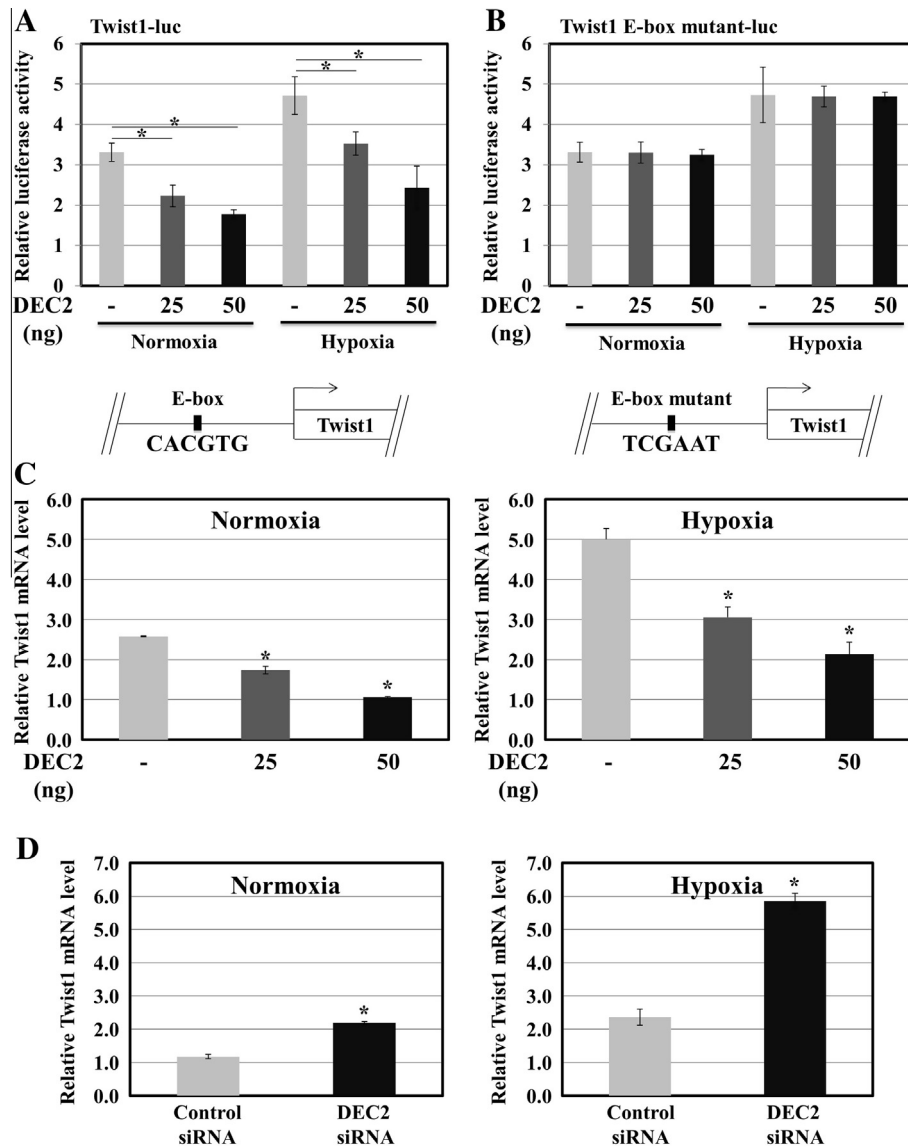 A
Twist1-luc
Relative luciferase activity
6
5
4
3
2
1
0
*
*
*
*
DEC2
(ng)
-
25
50
-
25
50
Normoxia
Hypoxia
E-box
CACGTG
Twist1
B
Twist1 E-box mutant-luc
Relative luciferase activity
6
5
4
3
2
1
0
DEC2
(ng)
-
25
50
-
25
50
Normoxia
Hypoxia
E-box mutant
TCGAAT
Twist1
C
Normoxia
Relative Twist1 mRNA level
6.0
5.0
4.0
3.0
2.0
1.0
0.0
*
*
DEC2
(ng)
-
25
50
Hypoxia
Relative Twist1 mRNA level
6.0
5.0
4.0
3.0
2.0
1.0
0.0
*
*
DEC2
(ng)
-
25
50
D
Normoxia
Relative Twist1 mRNA level
7.0
6.0
5.0
4.0
3.0
2.0
1.0
0.0
*
Control
siRNA
DEC2
siRNA
Hypoxia
Relative Twist1 mRNA level
7.0
6.0
5.0
4.0
3.0
2.0
1.0
0.0
*
Control
siRNA
DEC2
siRNA